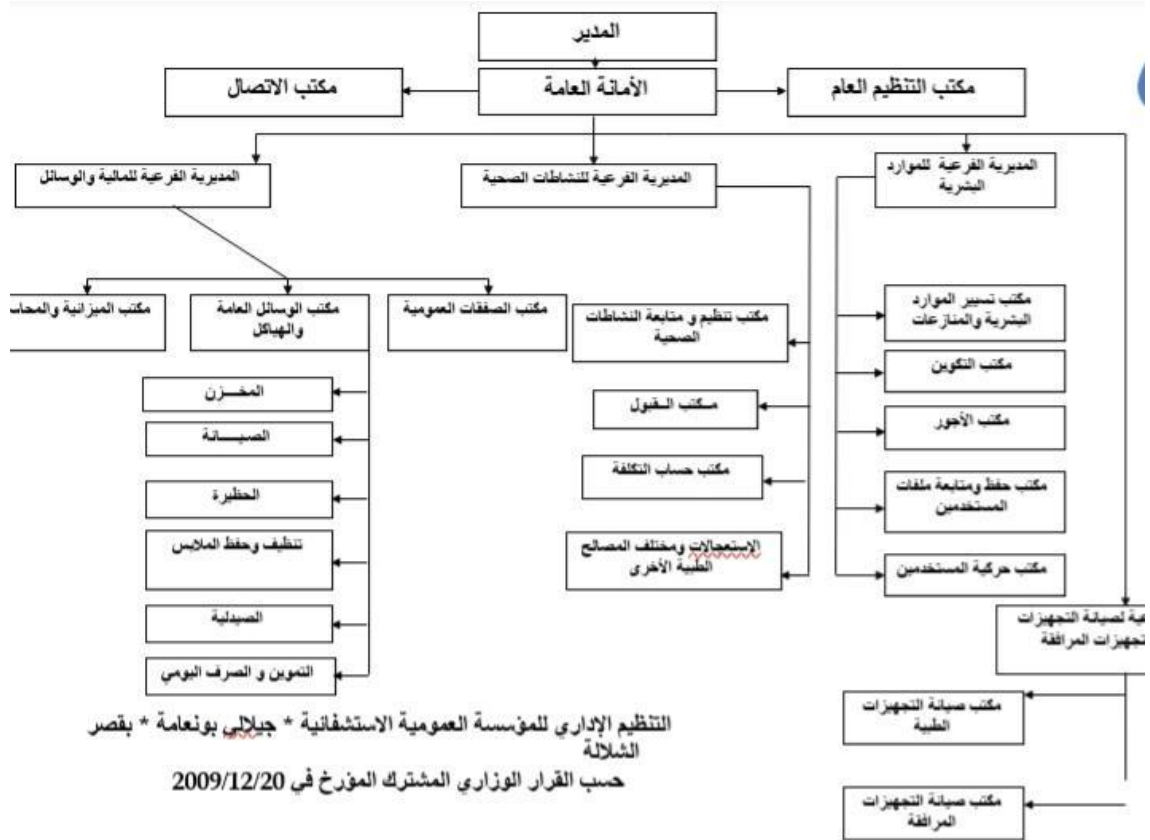 المدير
مكتب التنظيم العام
الأمانة العامة
مكتب الاتصال
المديرية الفرعية للموارد
البشرية
المديرية الفرعية للنشاطات الصحية
المديرية الفرعية للمالية والوسائل
مكتب تسيير الموارد
البشرية والمنازعات
مكتب التكوين
مكتب الأجور
مكتب حفظ ومتابعة ملفات
المستخدمين
مكتب حركية المستخدمين
مكتب تنظيم و متابعة النشاطات
الصحية
مـكتب الـقبول
مكتب حساب التكلفة
الاستعجالات ومختلف المصالح
الطبية الأخرى
مكتب الصفقات العمومية
مكتب الوسائل العامة
والهياكل
مكتب الميزانية
المخـــزن
الصيـــــانة
الحظيرة
تنظيف وحفظ الملابس
الصيدلية
التموين و الصرف اليومي
لصيانة التجهيزات
المرافقة
مكتب صيانة التجهيزات
الطبية
مكتب صيانة التجهيزات
المرافقة
التنظيم الإداري للمؤسسة العمومية الاستشفائية * جيلالي بونعامة * بقصر
الشلالة
حسب القرار الوزاري المشترك المؤرخ في 2009/12/20